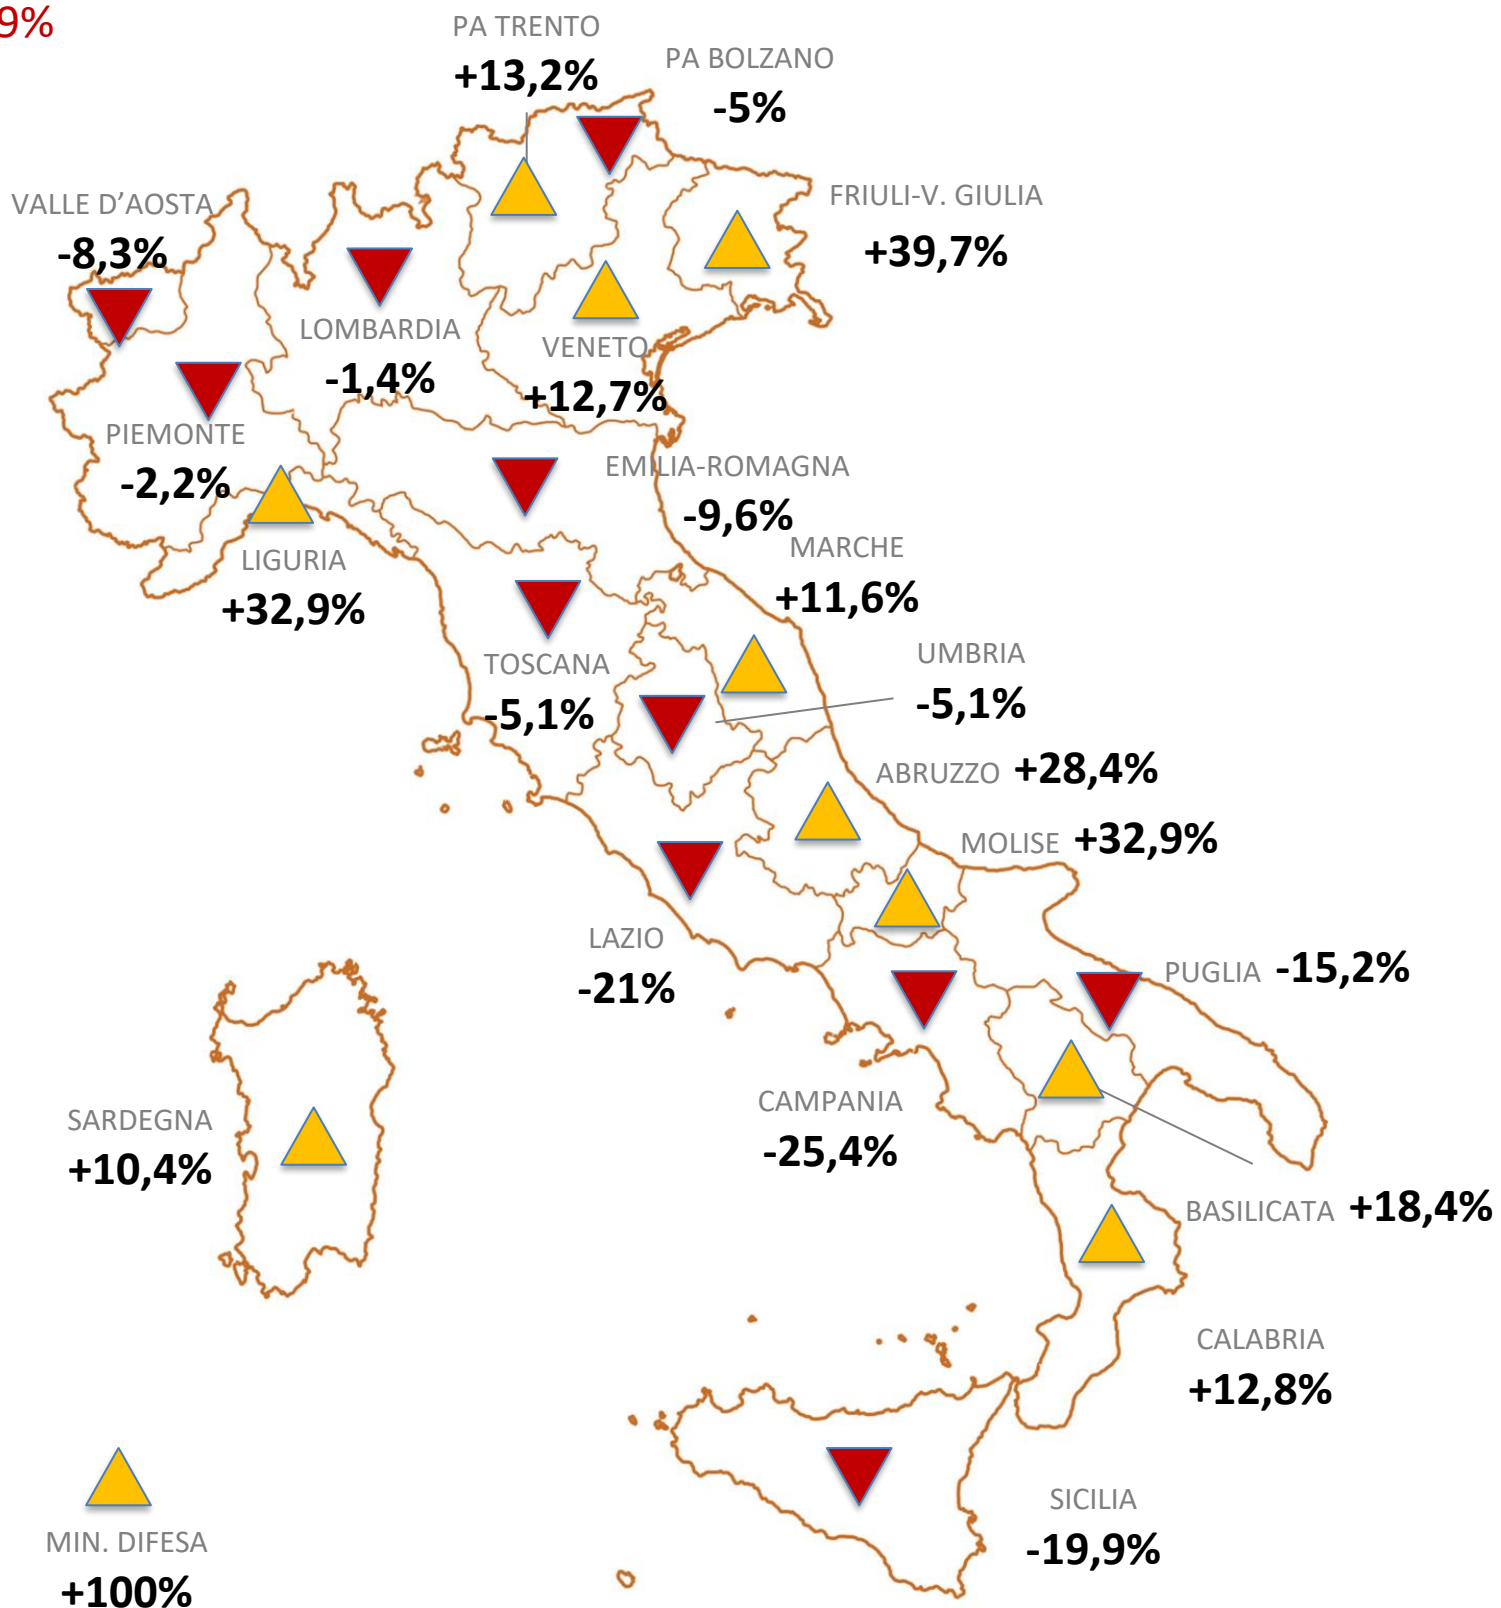 9%
PA TRENTO
+13,2%
PA BOLZANO
-5%
VALLE D'AOSTA
-8,3%
FRIULI-V. GIULIA
+39,7%
LOMBARDIA
-1,4%
VENETO
+12,7%
PIEMONTE
-2,2%
EMILIA-ROMAGNA
-9,6%
LIGURIA
+32,9%
MARCHE
+11,6%
TOSCANA
-5,1%
UMBRIA
-5,1%
ABRUZZO +28,4%
MOLISE +32,9%
LAZIO
-21%
PUGLIA -15,2%
CAMPANIA
-25,4%
SARDEGNA
+10,4%
BASILICATA +18,4%
CALABRIA
+12,8%
SICILIA
-19,9%
MIN. DIFESA
+100%